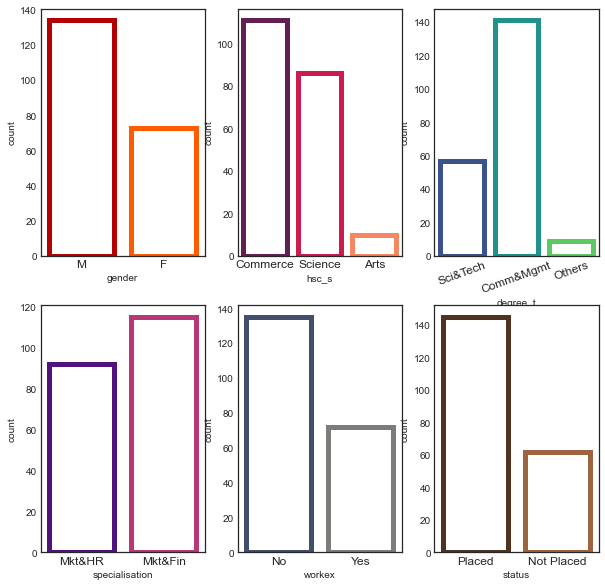 140
120
100
80
60
40
20
0
count
M F
gender
100
80
60
40
20
0
count
Commerce Science Arts
hsc_s
140
120
100
80
60
40
20
0
count
Sci&Tech Comm&Mgmt Others
degree_t
120
100
80
60
40
20
0
count
Mkt&HR Mkt&Fin
specialisation
140
120
100
80
60
40
20
0
count
No Yes
workex
140
120
100
80
60
40
20
0
count
Placed Not Placed
status